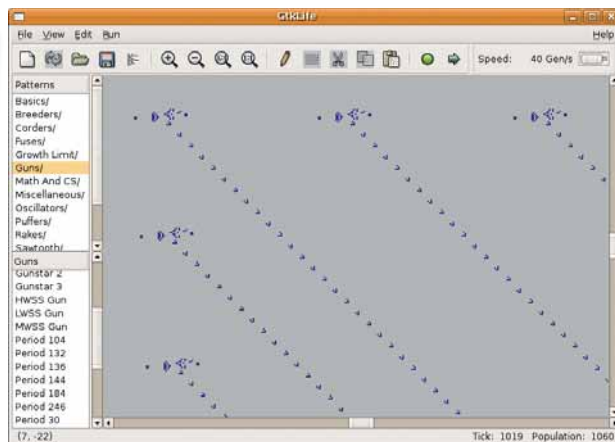 GtkLife
File View Edit Run Help
Speed: 40 Gen/s
Patterns
Basics/
Breeders/
Corders/
Fuses/
Growth Limit/
Guns/
Math And CS/
Miscellaneous/
Oscillators/
Puffers/
Rakes/
Sawtooth/
Guns
Gunstar 2
Gunstar 3
HWSS Gun
LWSS Gun
MWSS Gun
Period 104
Period 132
Period 136
Period 144
Period 184
Period 246
Period 30
(7, -22) Tick: 1019 Population: 1060